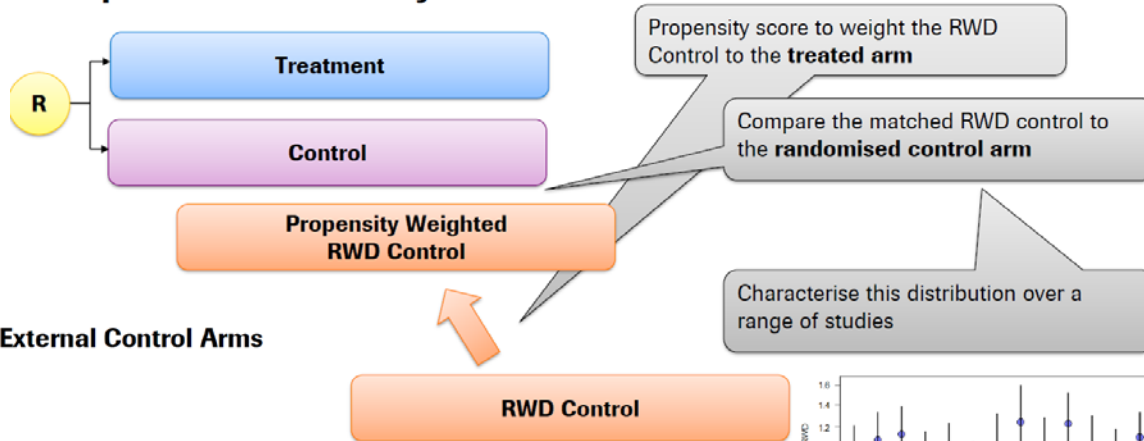 Propensity score to weight the RWD
Control to the treated arm
Treatment
R
Compare the matched RWD control to
the randomised control arm
Control
Propensity Weighted
RWD Control
Characterise this distribution over a
range of studies
External Control Arms
RWD Control
1.6
1.4
1.2